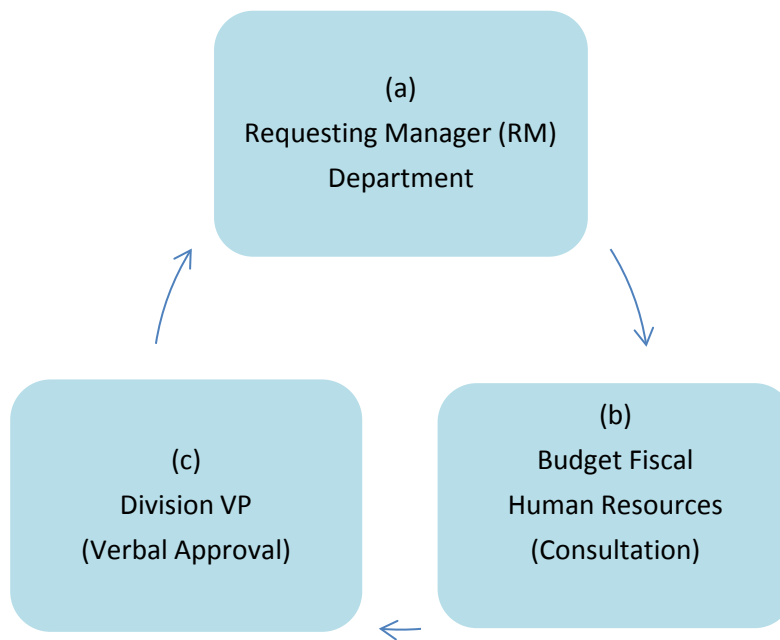 (a)
Requesting Manager (RM)
Department
(b)
Budget Fiscal
Human Resources
(Consultation)
(c)
Division VP
(Verbal Approval)